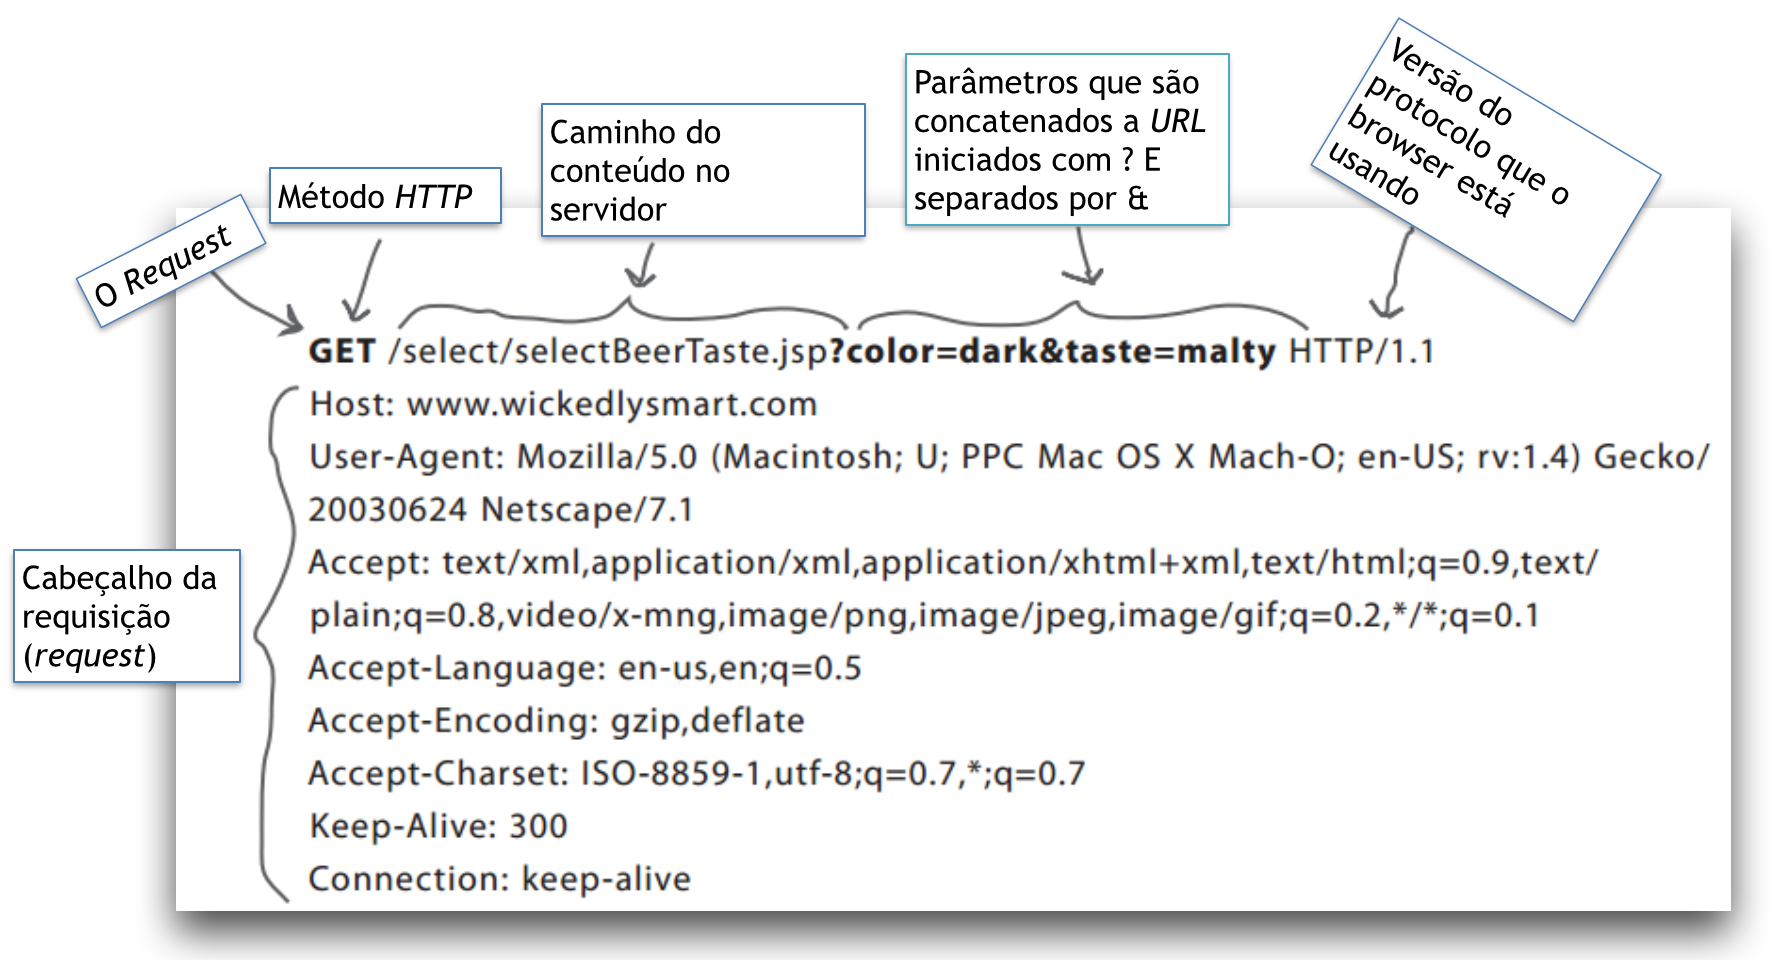 O Request
Método HTTP
Caminho do
conteúdo no
servidor
Parâmetros que são
concatenados a URL
iniciados com ? E
separados por &
Versão do
protocolo que o
browser está
usando
GET /select/selectBeerTaste.jsp?color=dark&taste=malty HTTP/1.1
Host: www.wickedlysmart.com
User-Agent: Mozilla/5.0 (Macintosh; U; PPC Mac OS X Mach-O; en-US; rv:1.4) Gecko/
20030624 Netscape/7.1
Accept: text/xml,application/xml,application/xhtml+xml,text/html;q=0.9,text/
plain;q=0.8,video/x-mng,image/png,image/jpeg,image/gif;q=0.2,*/*;q=0.1
Accept-Language: en-us,en;q=0.5
Accept-Encoding: gzip,deflate
Accept-Charset: ISO-8859-1,utf-8;q=0.7,*;q=0.7
Keep-Alive: 300
Connection: keep-alive
Cabeçalho da
requisição
(request)